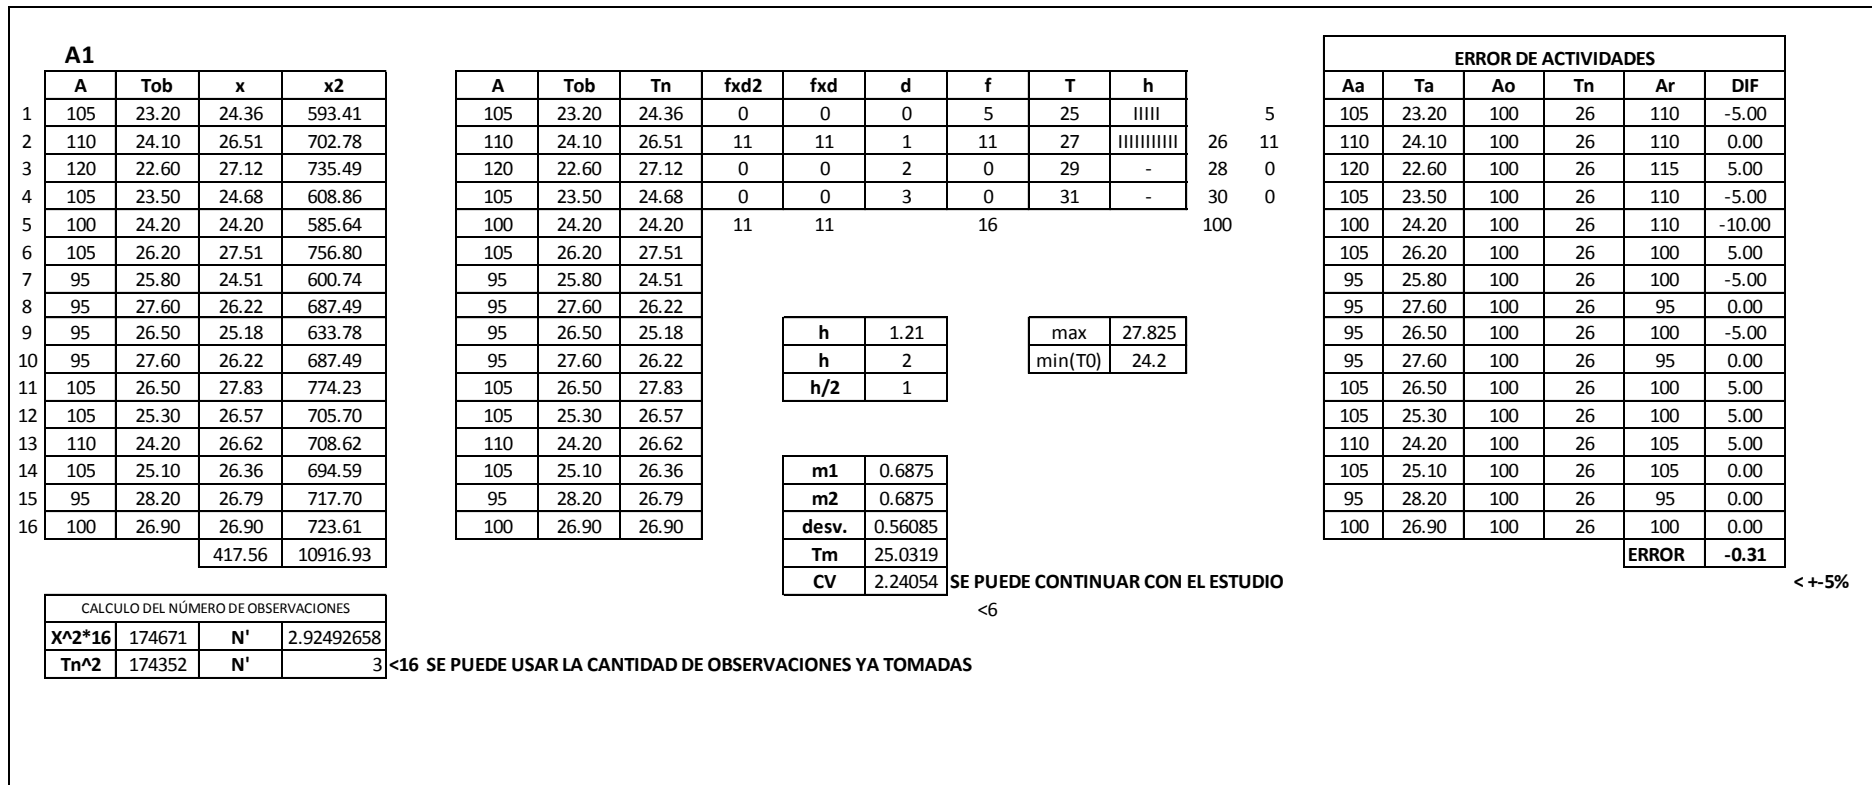 A1
ERROR DE ACTIVIDADES
A Tob x x2 A Tob Tn fxd2 fxd d f T h Aa Ta Ao Tn Ar DIF
1 105 23.20 24.36 593.41 105 23.20 24.36 0 0 0 5 25 IIIII 5 105 23.20 100 26 110 -5.00
2 110 24.10 26.51 702.78 110 24.10 26.51 11 11 1 11 27 IIIIIIIIIII 26 11 110 24.10 100 26 110 0.00
3 120 22.60 27.12 735.49 120 22.60 27.12 0 0 2 0 29 - 28 0 120 22.60 100 26 115 5.00
4 105 23.50 24.68 608.86 105 23.50 24.68 0 0 3 0 31 - 30 0 105 23.50 100 26 110 -5.00
5 100 24.20 24.20 585.64 100 24.20 24.20 11 11 16 100 100 24.20 100 26 110 -10.00
6 105 26.20 27.51 756.80 105 26.20 27.51 105 26.20 100 26 100 5.00
7 95 25.80 24.51 600.74 95 25.80 24.51 95 25.80 100 26 100 -5.00
8 95 27.60 26.22 687.49 95 27.60 26.22 95 27.60 100 26 95 0.00
9 95 26.50 25.18 633.78 95 26.50 25.18 h 1.21 max 27.825 95 26.50 100 26 100 -5.00
10 95 27.60 26.22 687.49 95 27.60 26.22 h 2 min(T0) 24.2 95 27.60 100 26 95 0.00
11 105 26.50 27.83 774.23 105 26.50 27.83 h/2 1 105 26.50 100 26 100 5.00
12 105 25.30 26.57 705.70 105 25.30 26.57 105 25.30 100 26 100 5.00
13 110 24.20 26.62 708.62 110 24.20 26.62 110 24.20 100 26 105 5.00
14 105 25.10 26.36 694.59 105 25.10 26.36 m1 0.6875 105 25.10 100 26 105 0.00
15 95 28.20 26.79 717.70 95 28.20 26.79 m2 0.6875 95 28.20 100 26 95 0.00
16 100 26.90 26.90 723.61 100 26.90 26.90 desv. 0.56085 100 26.90 100 26 100 0.00
417.56 10916.93 Tm 25.0319 ERROR -0.31
CV 2.24054 SE PUEDE CONTINUAR CON EL ESTUDIO < +-5%
CALCULO DEL NÚMERO DE OBSERVACIONES <6
X^2*16 174671 N' 2.92492658
Tn^2 174352 N' 3 <16 SE PUEDE USAR LA CANTIDAD DE OBSERVACIONES YA TOMADAS